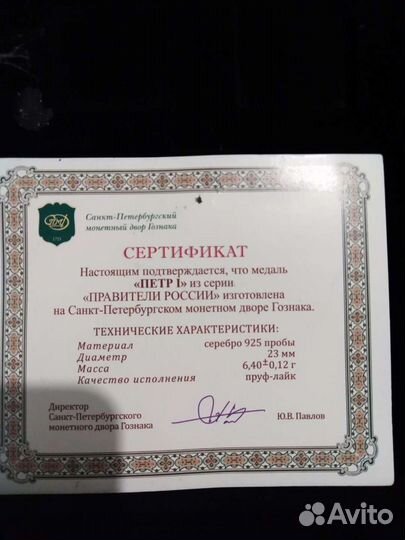 Санкт-Петербургский
монетный двор Гознака
1724
СЕРТИФИКАТ
Настоящим подтверждается, что медаль
«ПЕТР I» из серии
«ПРАВИТЕЛИ РОССИИ» изготовлена
на Санкт-Петербургском монетном дворе Гознака.
ТЕХНИЧЕСКИЕ ХАРАКТЕРИСТИКИ:
Материал серебро 925 пробы
Диаметр 23 мм
Масса 6,40±0,12 г
Качество исполнения пруф-лайк
Директор
Санкт-Петербургского
монетного двора Гознака
Ю.В. Павлов
Avito